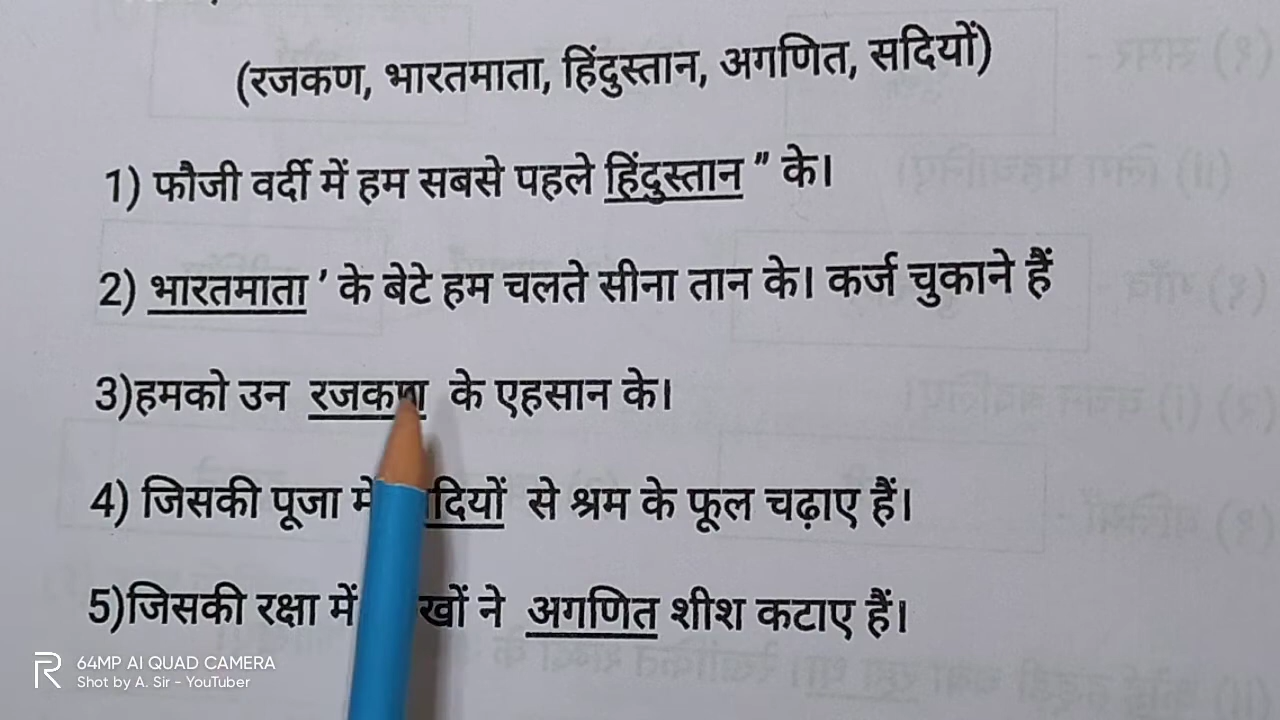 (रजकण, भारतमाता, हिंदुस्तान, अगणित, सदियों)
1) फौजी वर्दी में हम सबसे पहले हिंदुस्तान ” के।
2) भारतमाता ’ के बेटे हम चलते सीना तान के। कर्ज चुकाने हैं
3)हमको उन रजकण के एहसान के।
4) जिसकी पूजा में से श्रम के फूल चढ़ाए हैं।
5)जिसकी रक्षा में ने अगणित शीश कटाए हैं।
64MP AI QUAD CAMERA
Shot by A. Sir - YouTuber